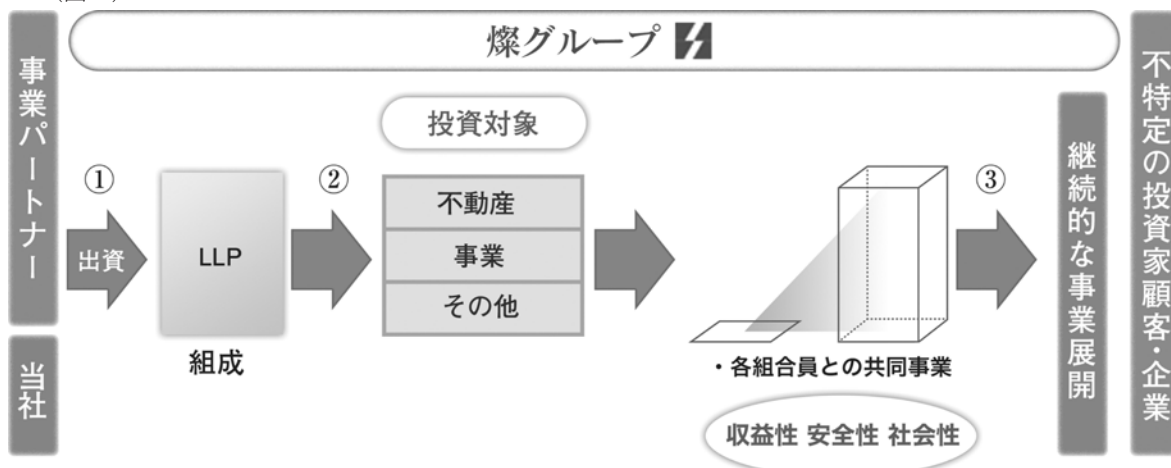 燦グループ
事業パートナー
当社
①
出資
LLP
組成
②
投資対象
不動産
事業
その他
・各組合員との共同事業
収益性 安全性 社会性
③
継続的な事業展開
不特定の投資家顧客・企業